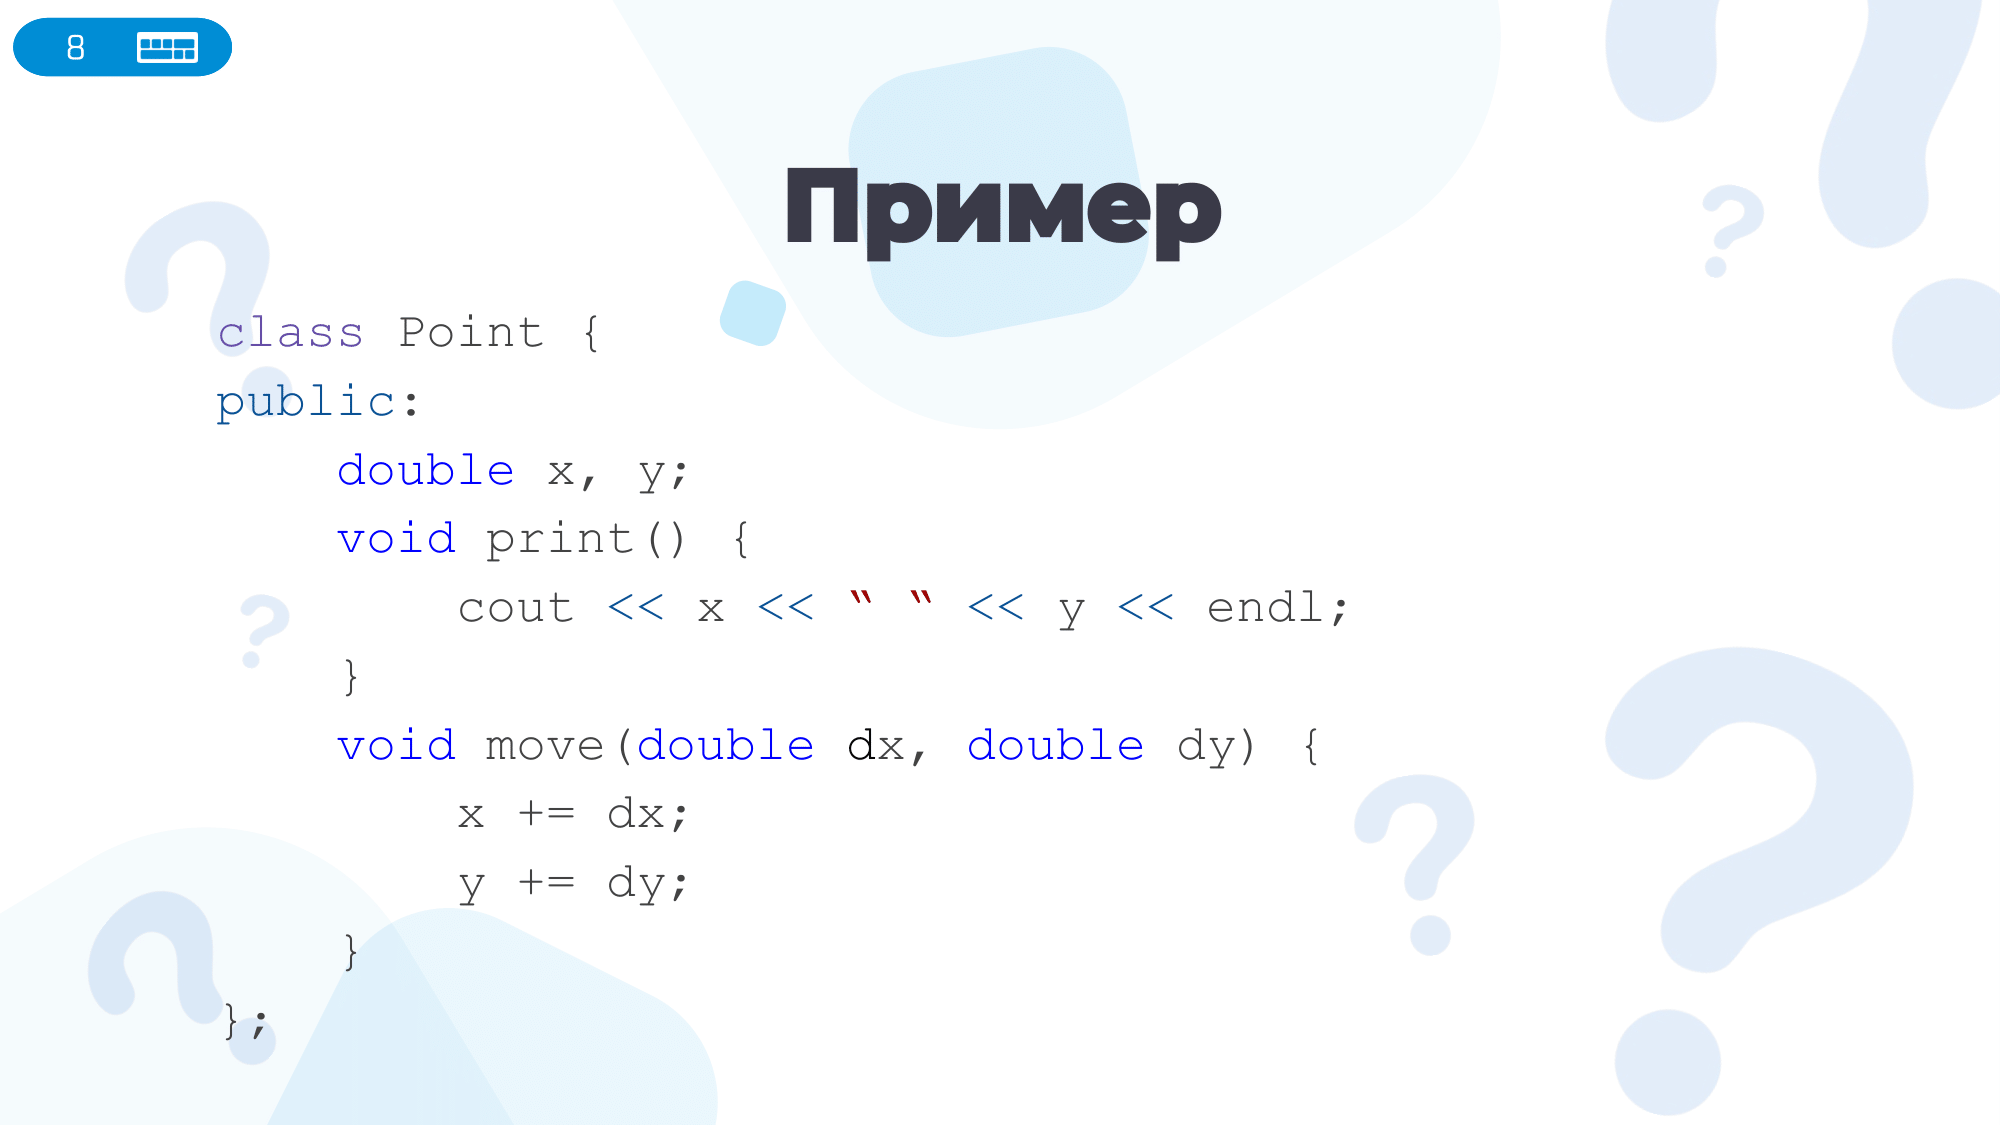 8
Пример
class Point {
public:
    double x, y;
    void print() {
        cout << x << “ “ << y << endl;
    }
    void move(double dx, double dy) {
        x += dx;
        y += dy;
    }
};